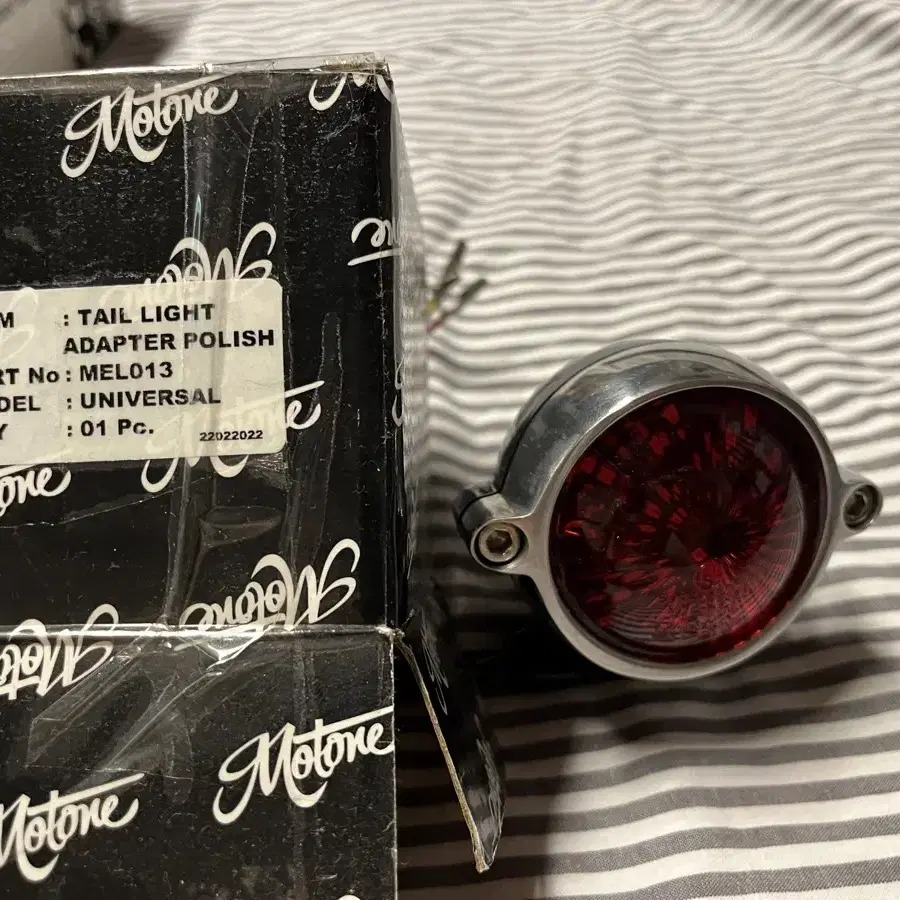 Motone
Motone
M : TAIL LIGHT
ADAPTER POLISH
RT No : MEL013
DEL : UNIVERSAL
Y : 01 Pc.
22022022
Motone
one
Motone
Motone
Motone
Motone